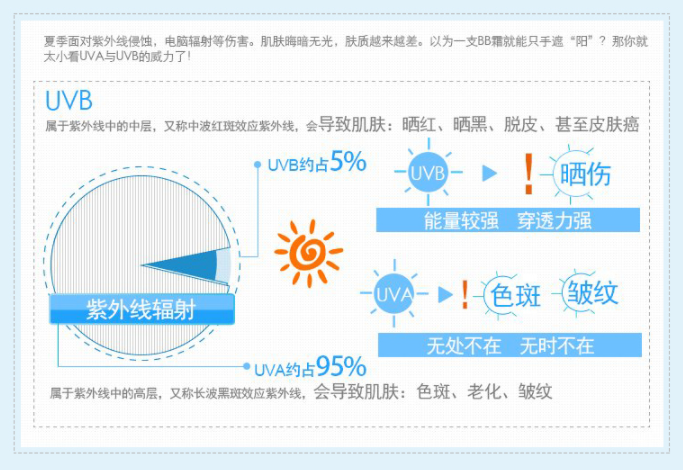 夏季面对紫外线侵蚀，电脑辐射等伤害。肌肤晦暗无光，肤质越来越差。以为一支BB霜就能只手遮“阳”？那你就
太小看UVA与UVB的威力了！
UVB
属于紫外线中的中层，又称中波红斑效应紫外线，会导致肌肤：晒红、晒黑、脱皮、甚至皮肤癌
UVB约占5%
UVB
!
晒伤
能量较强 穿透力强
紫外线辐射
UVA
!
色斑
皱纹
无处不在 无时不在
UVA约占95%
属于紫外线中的高层，又称长波黑斑效应紫外线，会导致肌肤：色斑、老化、皱纹